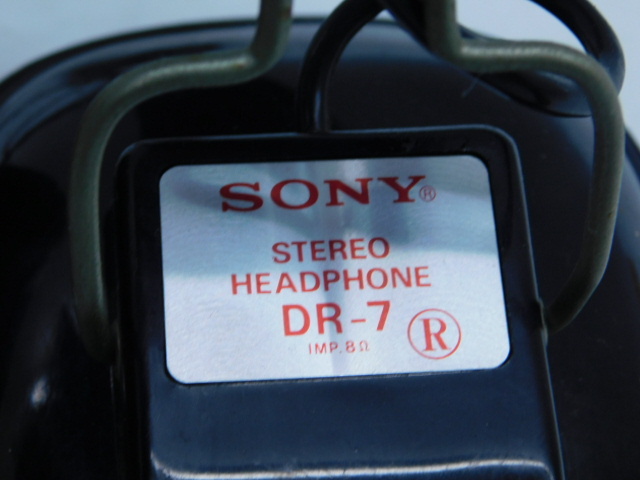 SONY®
STEREO
HEADPHONE
DR-7
IMP. 8Ω
R